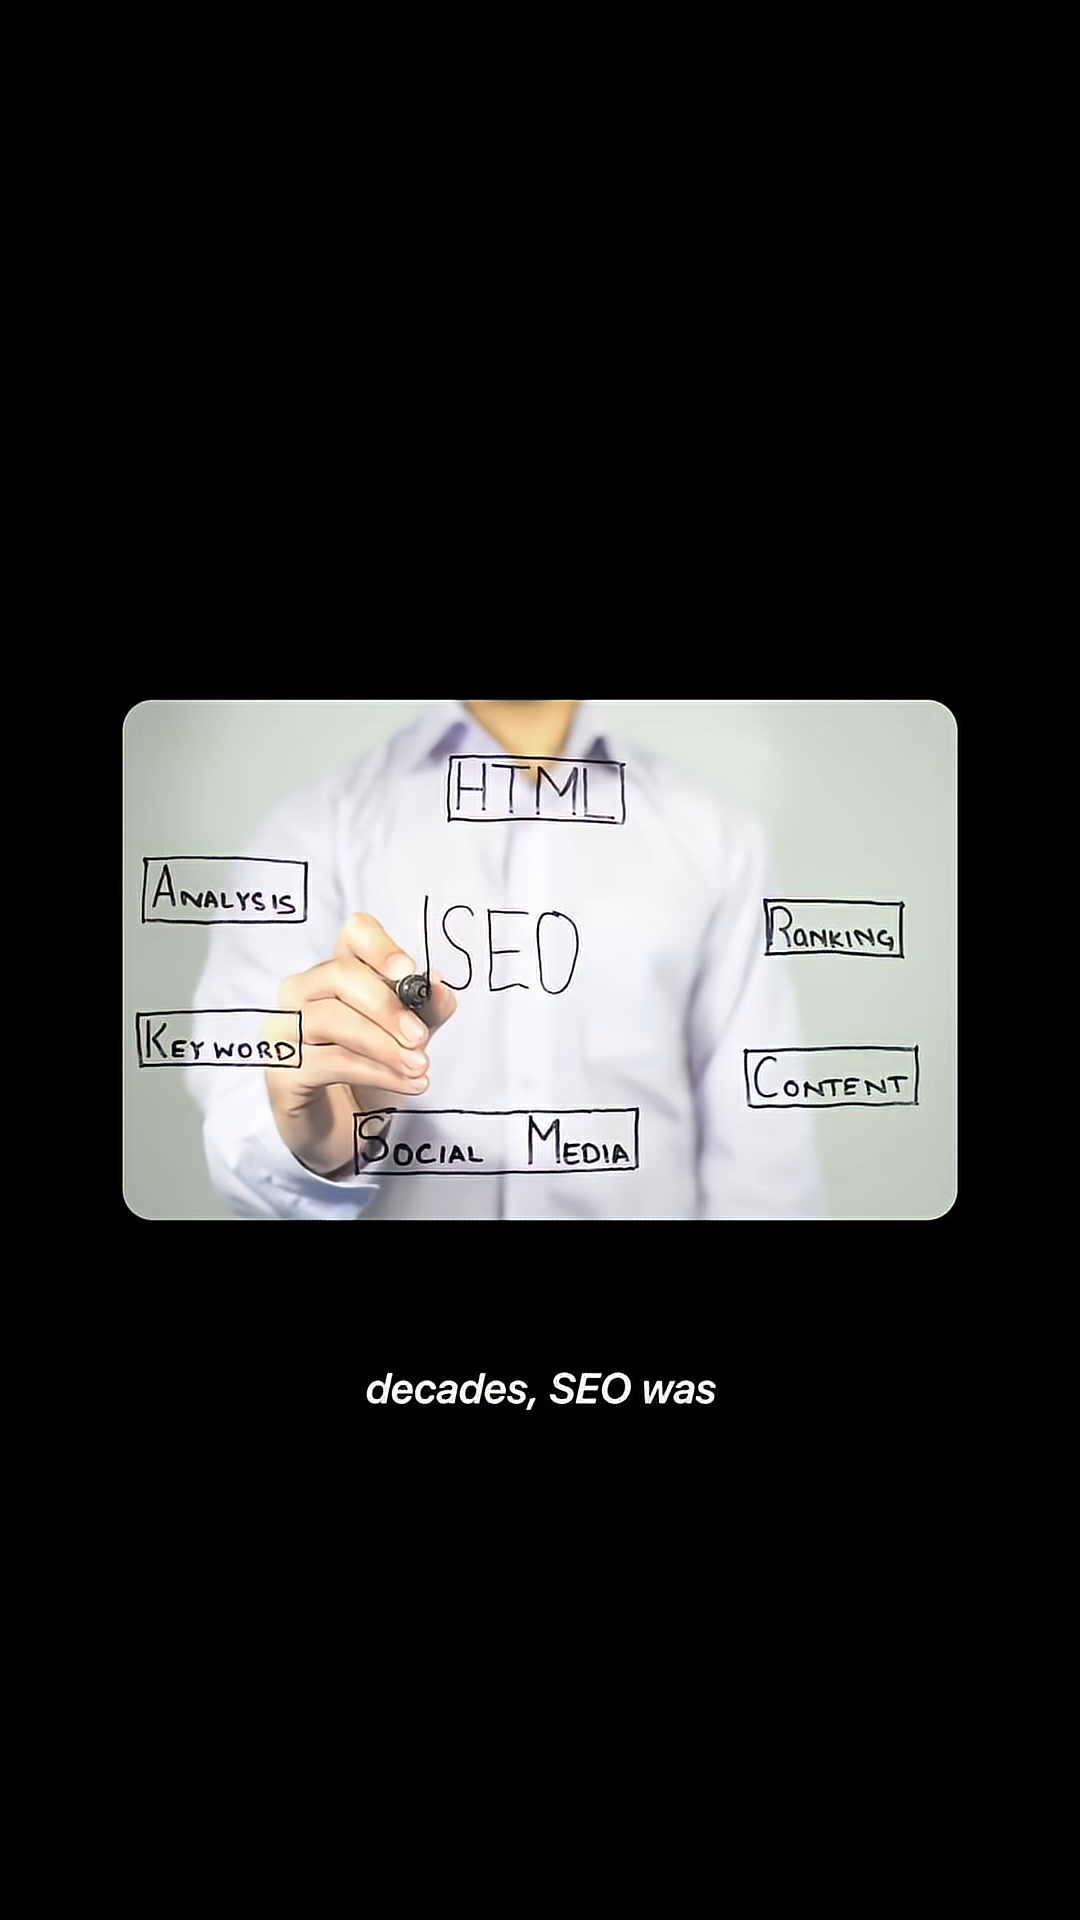 HTML
Analysis
SEO
Ranking
Keyword
Content
Social Media
decades, SEO was